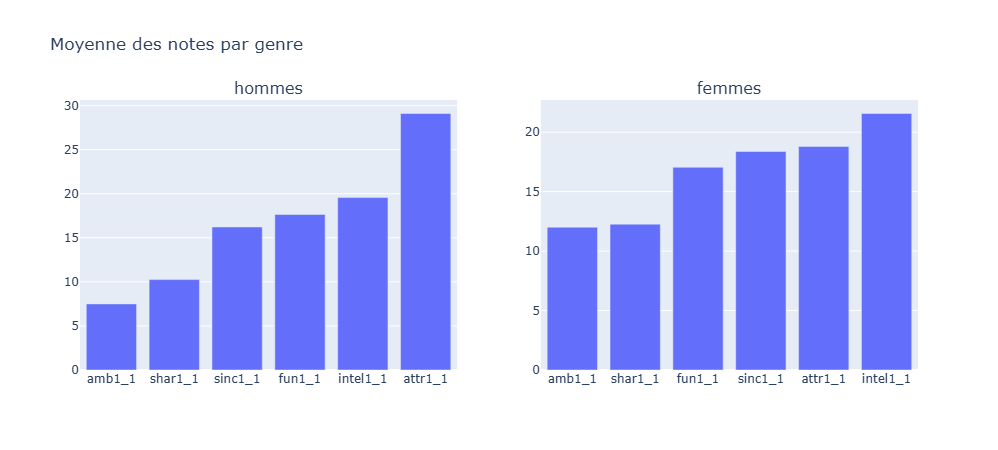 Moyenne des notes par genre
hommes
30
25
20
15
10
5
0
amb1_1 shar1_1 sinc1_1 fun1_1 intel1_1 attr1_1
femmes
20
15
10
5
0
amb1_1 shar1_1 fun1_1 sinc1_1 attr1_1 intel1_1